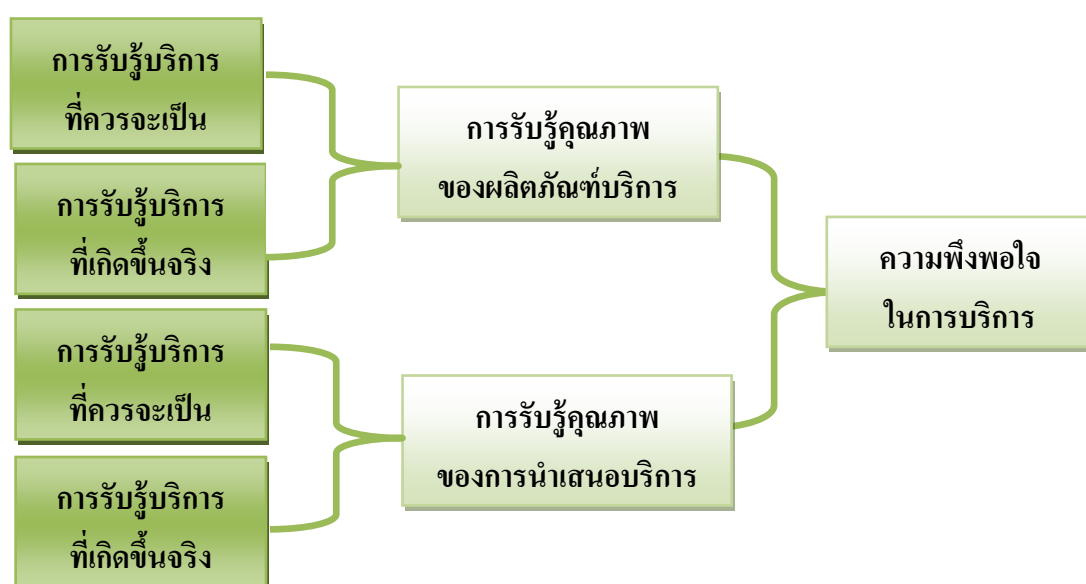 การรับรู้บริการ
ที่ควรจะเป็น
การรับรู้บริการ
ที่เกิดขึ้นจริง
การรับรู้บริการ
ที่ควรจะเป็น
การรับรู้บริการ
ที่เกิดขึ้นจริง
การรับรู้คุณภาพ
ของผลิตภัณฑ์บริการ
การรับรู้คุณภาพ
ของการนำเสนอบริการ
ความพึงพอใจ
ในการบริการ